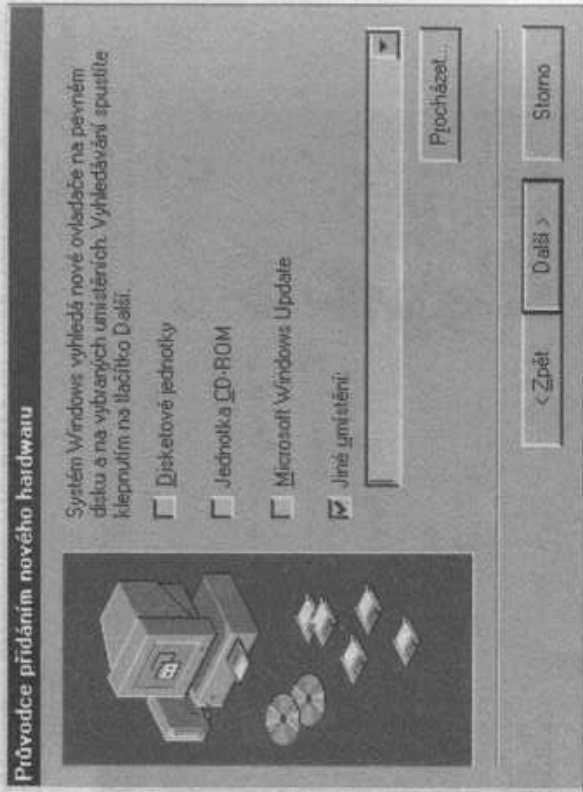 Průvodce přidáním nového hardwaru
Systém Windows vyhledá nové ovladače na pevném
disku a na vybraných umístěních. Vyhledávání spustíte
klepnutím na tlačítko Další.
Disketové jednotky
Jednotka CD-ROM
Microsoft Windows Update
Jiné umístění:
Procházet...
< Zpět
Další >
Storno